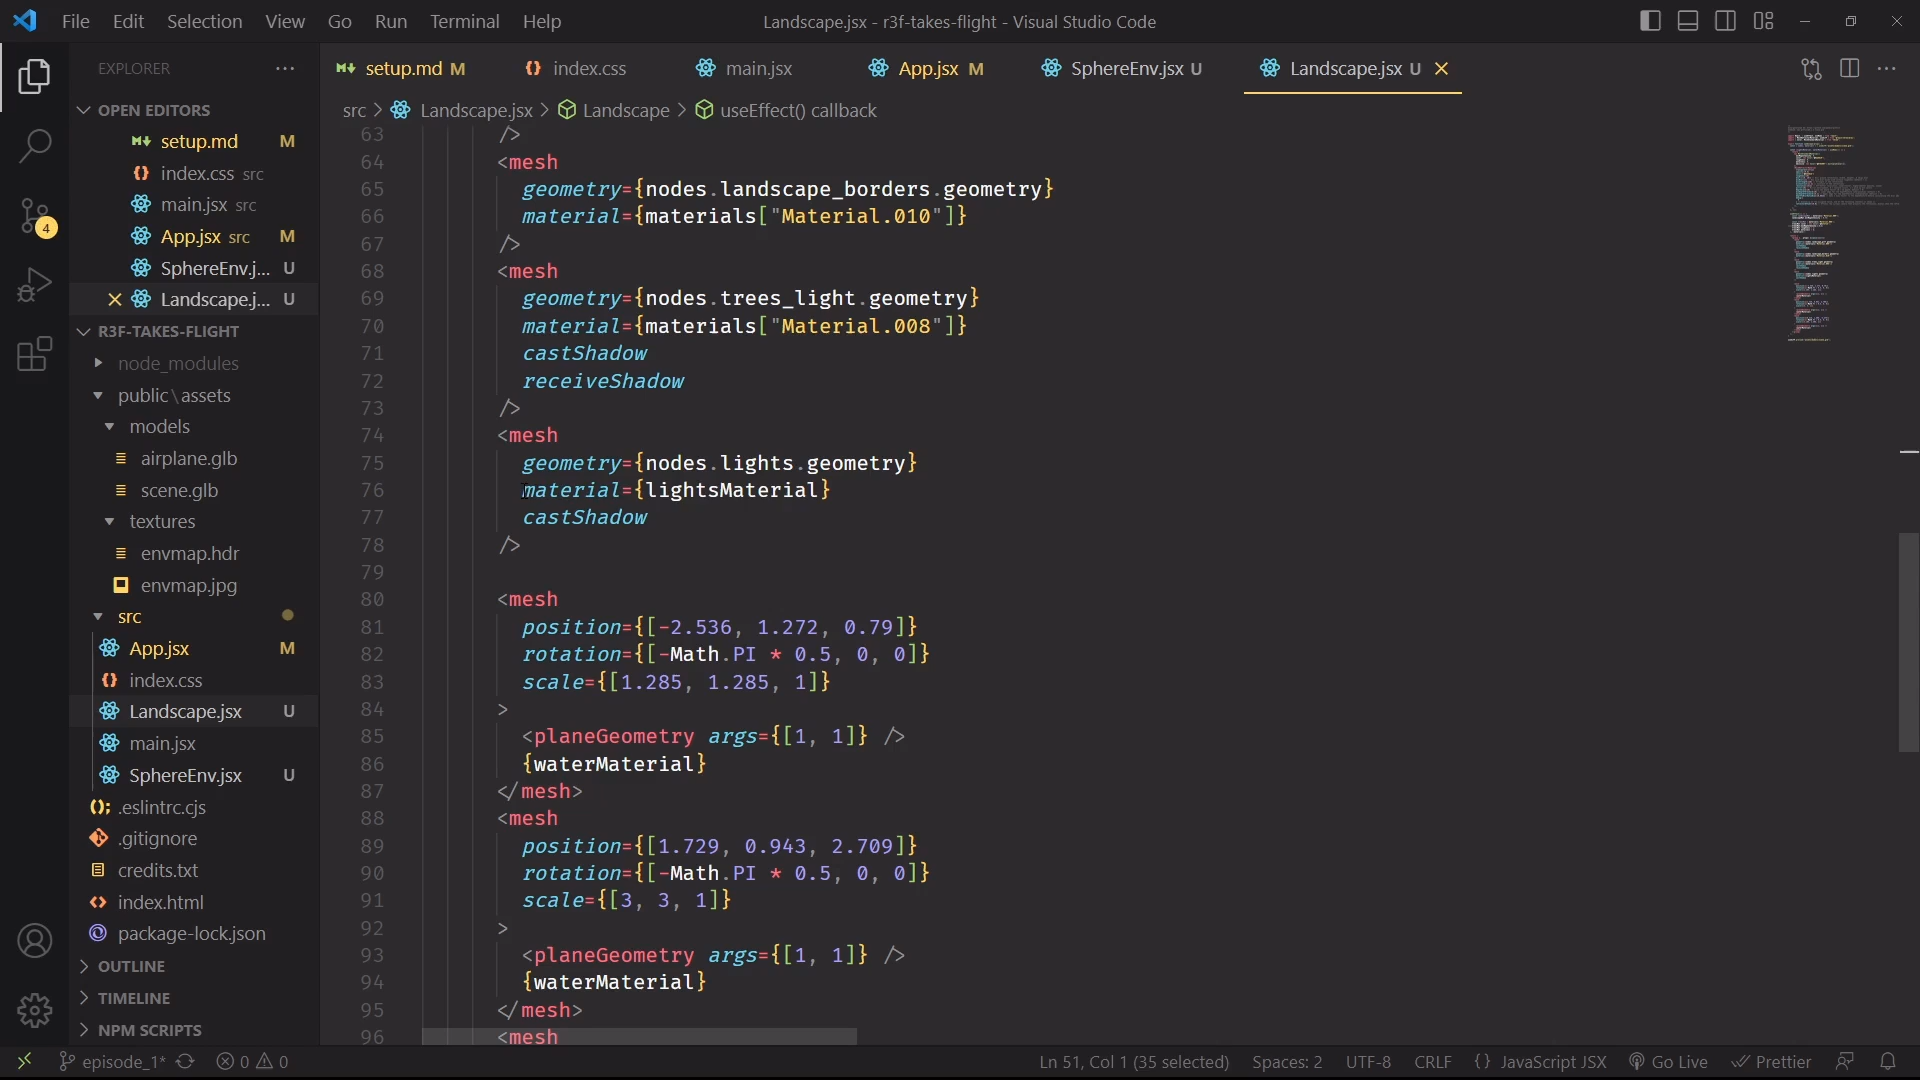 File Edit Selection View Go Run Terminal Help
Landscape.jsx - r3f-takes-flight - Visual Studio Code
EXPLORER
OPEN EDITORS
setup.md M
index.css src
main.jsx src
App.jsx src M
SphereEnv.j... U
Landscape.j... U
R3F-TAKES-FLIGHT
node_modules
public\assets
models
airplane.glb
scene.glb
textures
envmap.hdr
envmap.jpg
src
App.jsx M
index.css
Landscape.jsx U
main.jsx
SphereEnv.jsx U
.eslintrc.cjs
.gitignore
credits.txt
index.html
package-lock.json
OUTLINE
TIMELINE
NPM SCRIPTS
4
setup.md M index.css main.jsx App.jsx M SphereEnv.jsx U Landscape.jsx U
src > Landscape.jsx > Landscape > useEffect() callback
63 />
64 <mesh
65 geometry={nodes.landscape_borders.geometry}
66 material={materials["Material.010"]}
67 />
68 <mesh
69 geometry={nodes.trees_light.geometry}
70 material={materials["Material.008"]}
71 castShadow
72 receiveShadow
73 />
74 <mesh
75 geometry={nodes.lights.geometry}
76 material={lightsMaterial}
77 castShadow
78 />
79
80 <mesh
81 position={[-2.536, 1.272, 0.79]}
82 rotation={[-Math.PI * 0.5, 0, 0]}
83 scale={[1.285, 1.285, 1]}
84 >
85 <planeGeometry args={[1, 1]} />
86 {waterMaterial}
87 </mesh>
88 <mesh
89 position={[1.729, 0.943, 2.709]}
90 rotation={[-Math.PI * 0.5, 0, 0]}
91 scale={[3, 3, 1]}
92 >
93 <planeGeometry args={[1, 1]} />
94 {waterMaterial}
95 </mesh>
96 <mesh
episode_1* 0 0
Ln 51, Col 1 (35 selected) Spaces: 2 UTF-8 CRLF {} JavaScript JSX Go Live Prettier